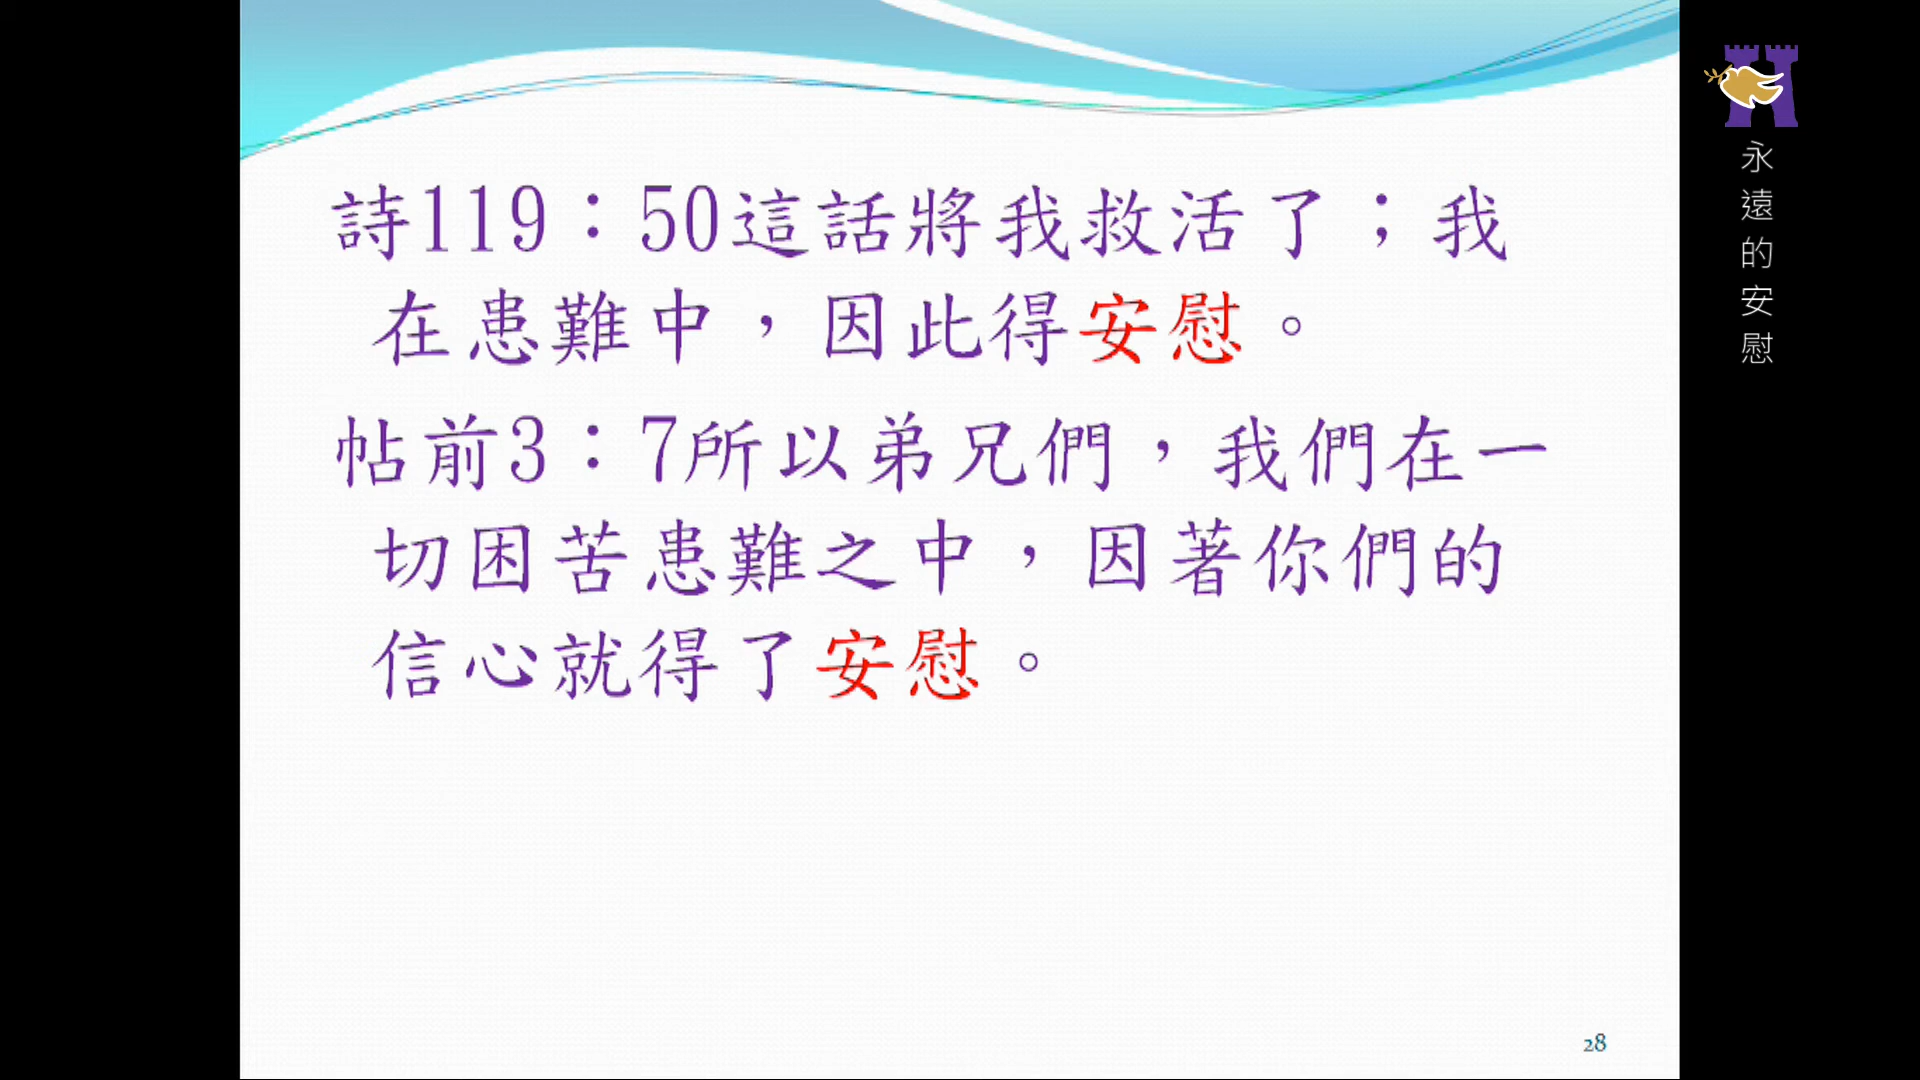 詩119：50這話將我救活了；我
在患難中，因此得安慰。
帖前3：7所以弟兄們，我們在一
切困苦患難之中，因著你們的
信心就得了安慰。
28
永遠的安慰